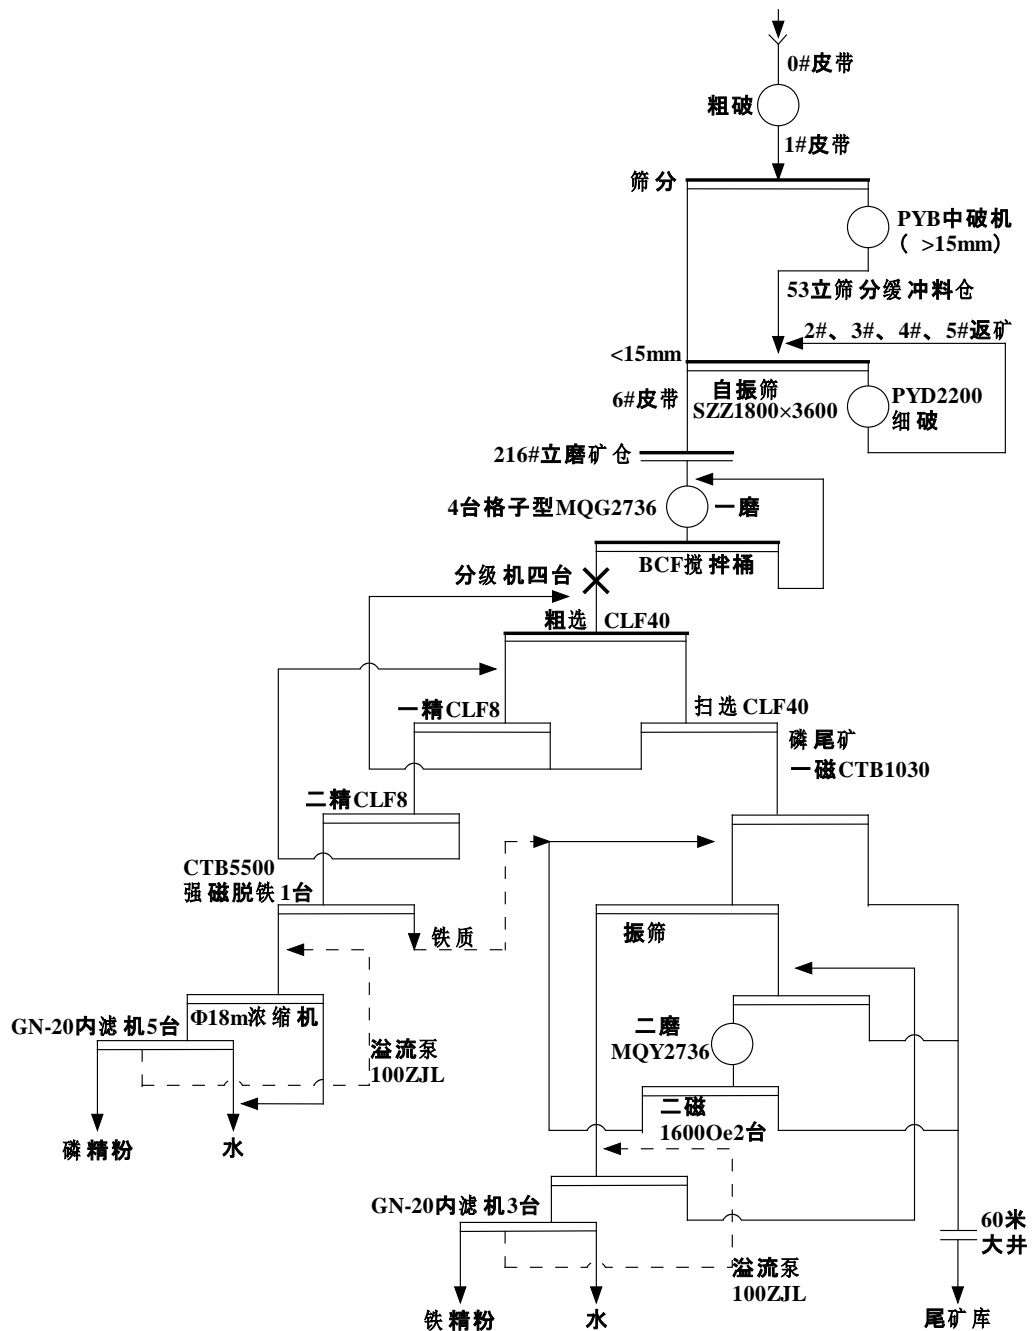 0#皮带
粗破
1#皮带
筛分
PYB中破机
( >15mm)
53立筛分缓冲料仓
2#、3#、4#、5#返矿
<15mm
6#皮带
自振筛
SZZ1800×3600
PYD2200
细破
216#立磨矿仓
4台格子型MQG2736
一磨
BCF搅拌桶
分级机四台
粗选 CLF40
一精CLF8
扫选CLF40
磷尾矿
一磁CTB1030
二精CLF8
CTB5500
强磁脱铁1台
铁质
振筛
Φ18m浓缩机
GN-20内滤机5台
溢流泵
100ZJL
二磨
MQY2736
二磁
1600Oe2台
磷精粉
水
GN-20内滤机3台
60米
大井
溢流泵
100ZJL
铁精粉
水
尾矿库